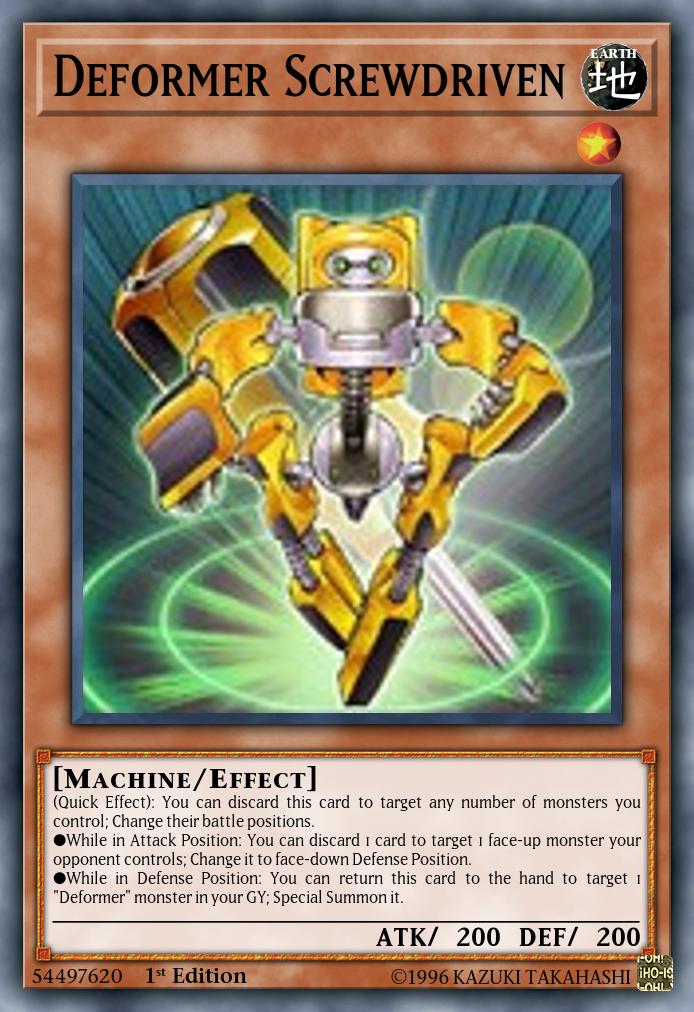 DEFORMER SCREWDRIVEN
EARTH
地
[MACHINE/EFFECT]
(Quick Effect): You can discard this card to target any number of monsters you
control; Change their battle positions.
●While in Attack Position: You can discard 1 card to target 1 face-up monster your
opponent controls; Change it to face-down Defense Position.
●While in Defense Position: You can return this card to the hand to target 1
"Deformer" monster in your GY; Special Summon it.
ATK/ 200 DEF/ 200
54497620 1st Edition ©1996 KAZUKI TAKAHASHI